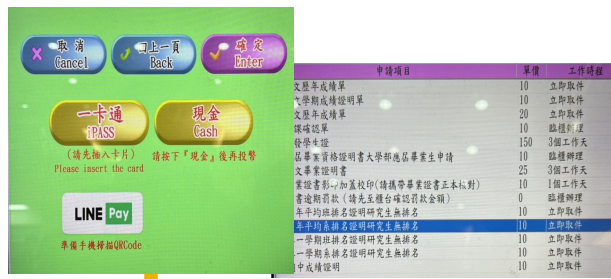 取消
Cancel
回上一頁
Back
確定
Enter
一卡通
iPASS
現金
Cash
(請先插入卡片)
Please insert the card
請按下『現金』後再投幣
LINE Pay
準備手機掃描QRCode
申請項目 單價 工作時程
文歷年成績單 10 立即取件
文學期成績證明單 10 立即取件
文歷年成績單 20 立即取件
課確認單 10 臨櫃辦理
發學生證 150 3個工作天
屆畢業資格證明書大學部應屆畢業生申請 10 臨櫃辦理
文畢業證明書 25 3個工作天
業證書影印加蓋校印(請攜帶畢業證書正本核對) 10 1個工作天
書逾期罰款(請先至櫃台確認罰款金額) 0 臨櫃辦理
年平均班排名證明研究生無排名 10 立即取件
年平均系排名證明研究生無排名 10 立即取件
一學期班排名證明研究生無排名 10 立即取件
一學期系排名證明研究生無排名 10 立即取件
中成績證明 10 立即取件